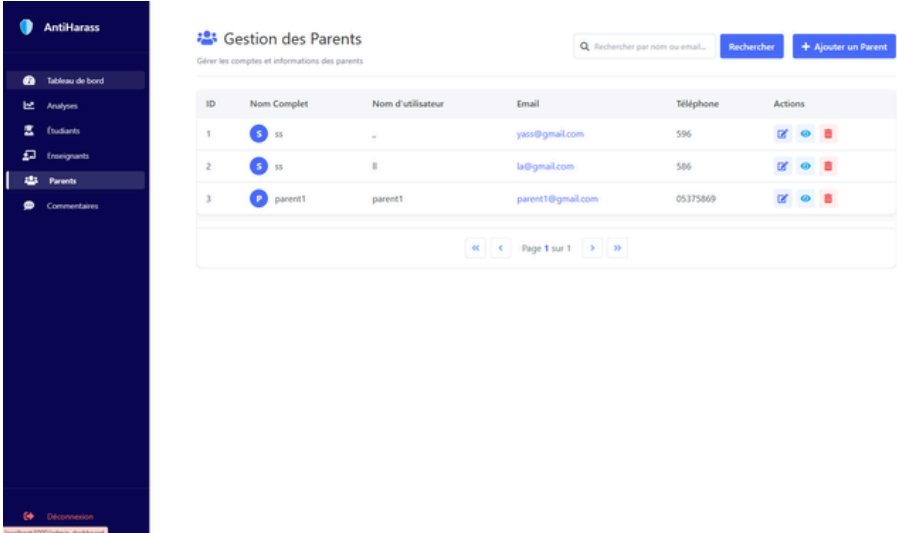 AntiHarass
Tableau de bord
Analyses
Étudiants
Enseignants
Parents
Commentaires
Déconnexion
Gestion des Parents
Gérer les comptes et informations des parents
Rechercher par nom ou email...
Rechercher
+ Ajouter un Parent
ID Nom Complet Nom d'utilisateur Email Téléphone Actions
1 S ss yass@gmail.com 596
2 S ss ll la@gmail.com 586
3 P parent1 parent1 parent1@gmail.com 05375869
« ‹ Page 1 sur 1 › »